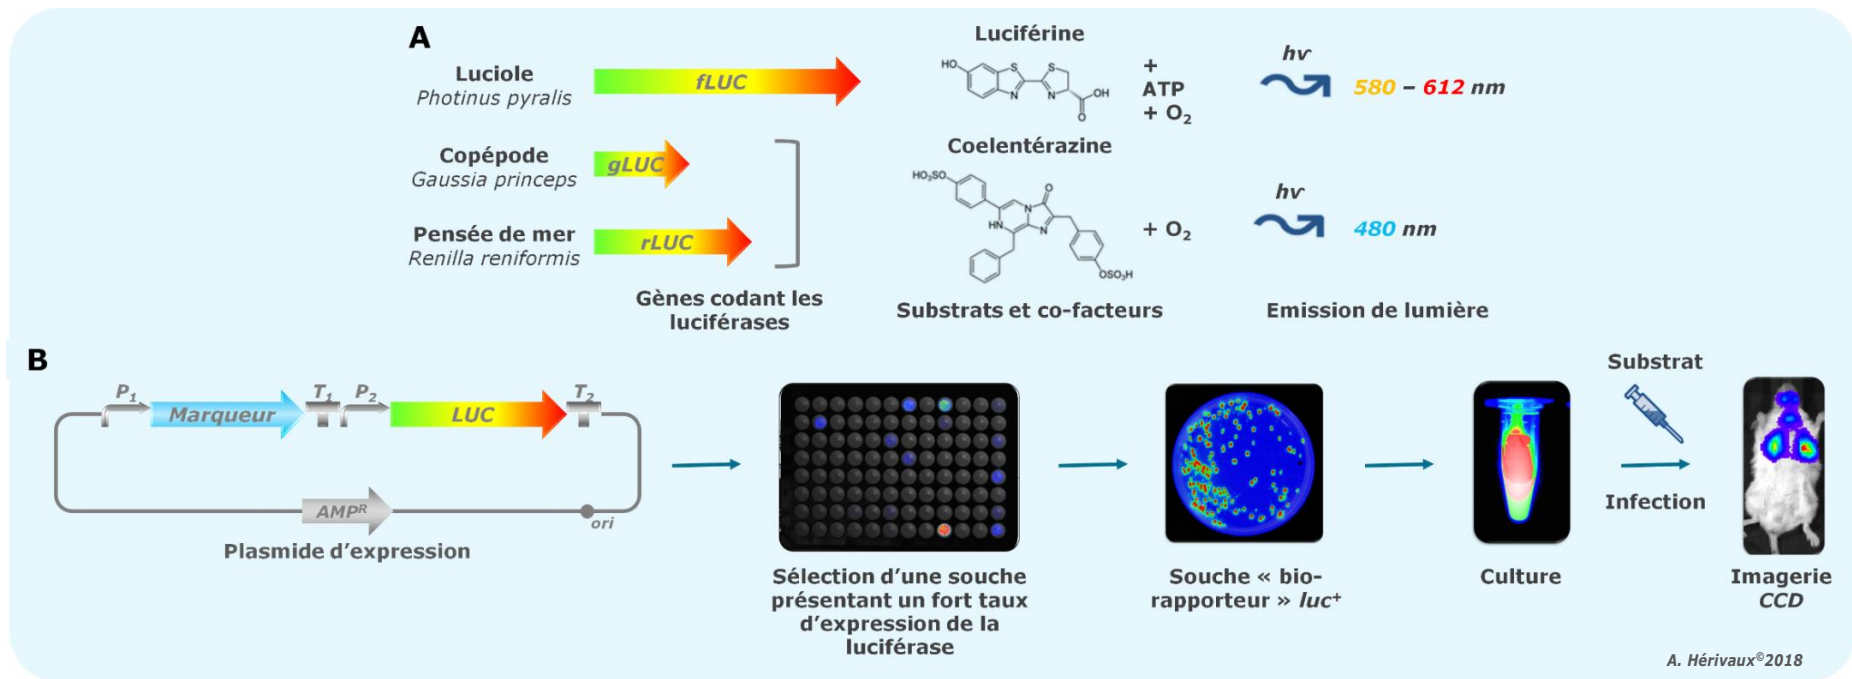 A
Luciole
Photinus pyralis
fLUC
Luciférine
HO
S
N
S
N
OH
O
+
ATP
+ O₂
hν
580 – 612 nm
Copépode
Gaussia princeps
gLUC
Coelentérazine
HO₃SO
O
N
HN
N
OSO₃H
+ O₂
hν
480 nm
Pensée de mer
Renilla reniformis
rLUC
Gènes codant les
luciférases
Substrats et co-facteurs
Emission de lumière
B
P₁
Marqueur
T₁
P₂
LUC
T₂
AMPᴿ
ori
Plasmide d’expression
Sélection d’une souche
présentant un fort taux
d’expression de la
luciférase
Souche « bio-
rapporteur » luc⁺
Culture
Substrat
Infection
Imagerie
CCD
A. Hérivaux©2018